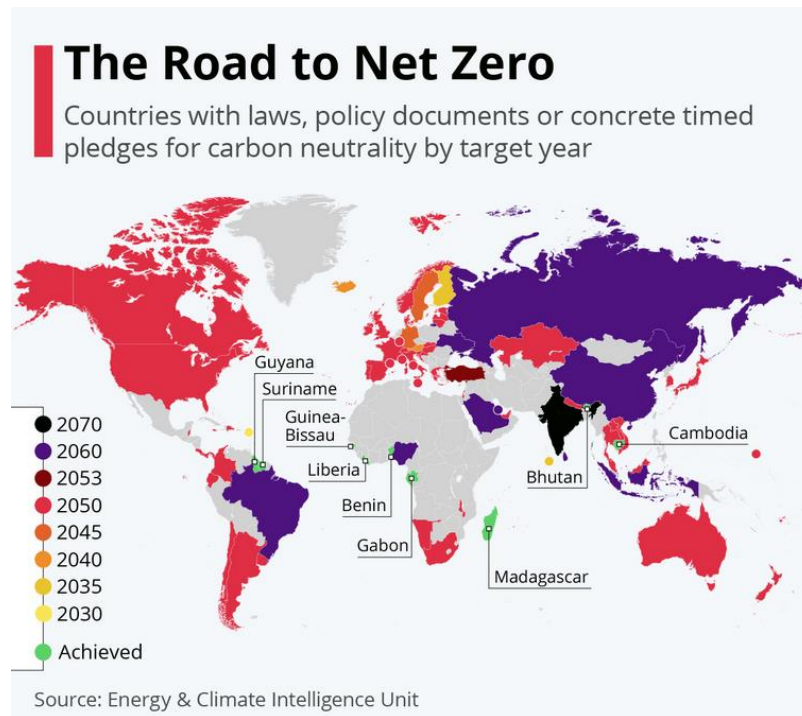 The Road to Net Zero
Countries with laws, policy documents or concrete timed
pledges for carbon neutrality by target year
Guyana
Suriname
Guinea-
Bissau
Liberia
Benin
Gabon
Madagascar
Bhutan
Cambodia
2070
2060
2053
2050
2045
2040
2035
2030
Achieved
Source: Energy & Climate Intelligence Unit